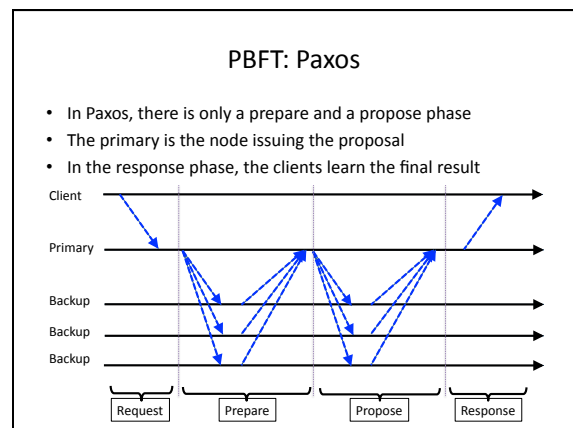 PBFT: Paxos
• In Paxos, there is only a prepare and a propose phase
• The primary is the node issuing the proposal
• In the response phase, the clients learn the final result
Client
Primary
Backup
Backup
Backup
Request
Prepare
Propose
Response